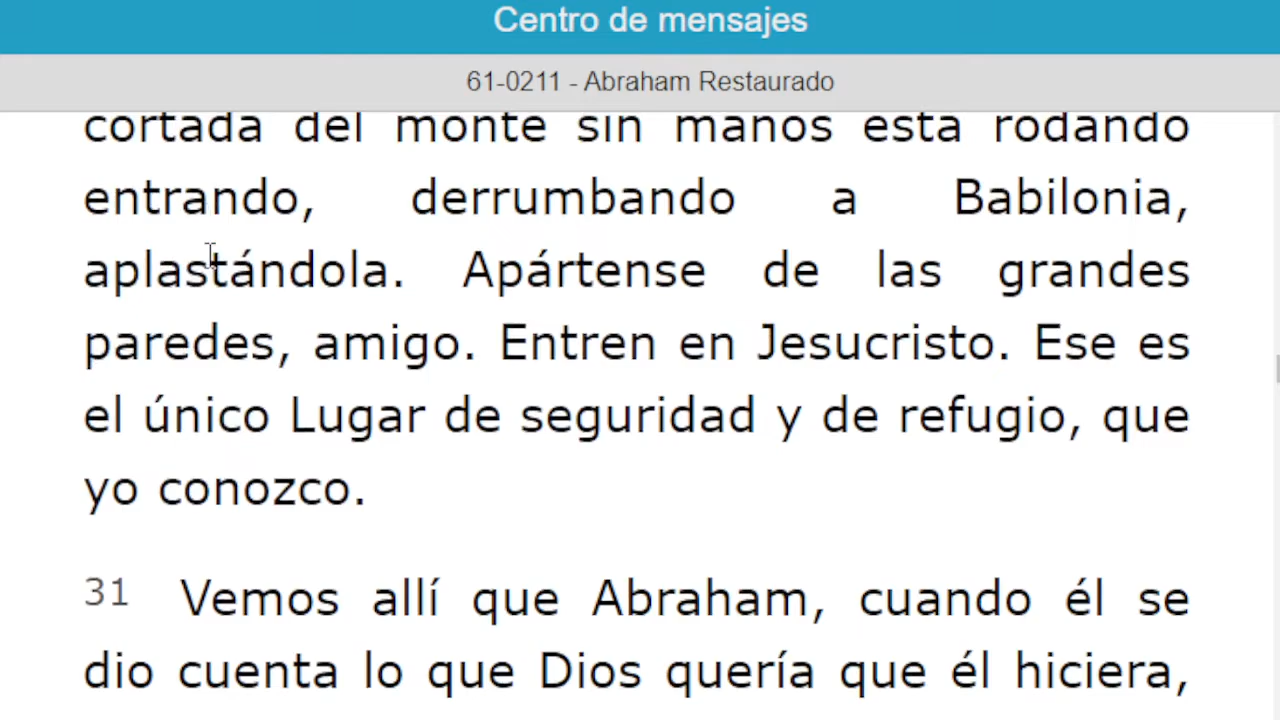 Centro de mensajes
61-0211 - Abraham Restaurado
cortada del monte sin manos está rodando
entrando, derrumbando a Babilonia,
aplastándola. Apártense de las grandes
paredes, amigo. Entren en Jesucristo. Ese es
el único Lugar de seguridad y de refugio, que
yo conozco.
31 Vemos allí que Abraham, cuando él se
dio cuenta lo que Dios quería que él hiciera,